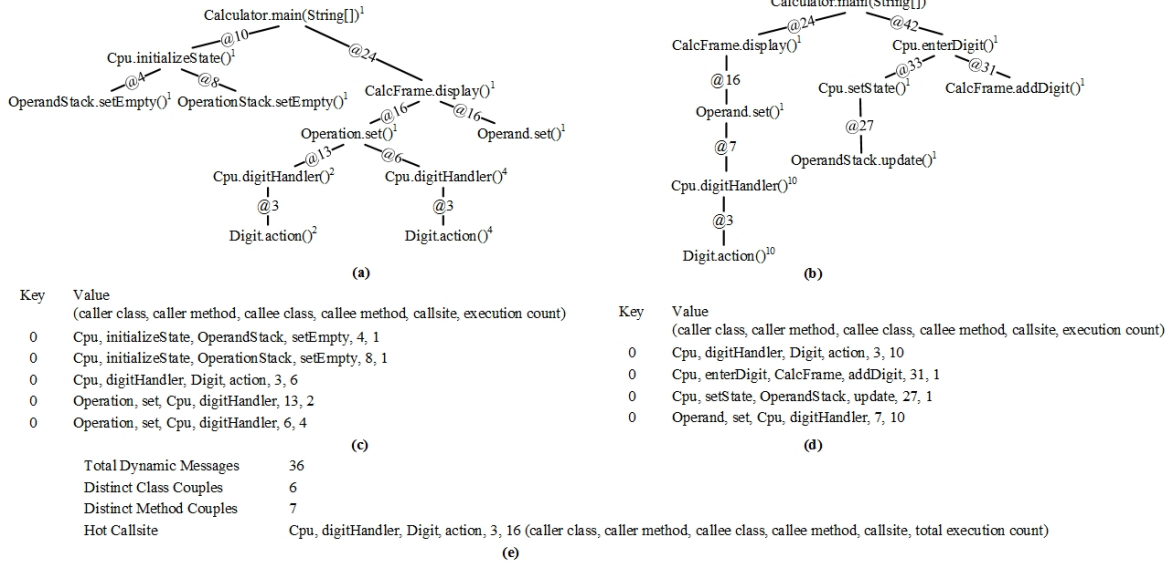 Calculator.main(String[])1
@10
@24
Cpu.initializeState()1
@4
@8
OperandStack.setEmpty()1 OperationStack.setEmpty()1
CalcFrame.display()1
@16
@16
Operation.set()1
Operand.set()1
@13
@6
Cpu.digitHandler()2
Cpu.digitHandler()4
@3
@3
Digit.action()2
Digit.action()4
(a)
Calculator.main(String[])
@24
@42
CalcFrame.display()1
Cpu.enterDigit()1
@16
@33
@31
Cpu.setState()1
CalcFrame.addDigit()1
Operand.set()1
@27
@7
OperandStack.update()1
Cpu.digitHandler()10
@3
Digit.action()10
(b)
Key Value
(caller class, caller method, callee class, callee method, callsite, execution count)
0 Cpu, initializeState, OperandStack, setEmpty, 4, 1
0 Cpu, initializeState, OperationStack, setEmpty, 8, 1
0 Cpu, digitHandler, Digit, action, 3, 6
0 Operation, set, Cpu, digitHandler, 13, 2
0 Operation, set, Cpu, digitHandler, 6, 4
(c)
Key Value
(caller class, caller method, callee class, callee method, callsite, execution count)
0 Cpu, digitHandler, Digit, action, 3, 10
0 Cpu, enterDigit, CalcFrame, addDigit, 31, 1
0 Cpu, setState, OperandStack, update, 27, 1
0 Operand, set, Cpu, digitHandler, 7, 10
(d)
Total Dynamic Messages 36
Distinct Class Couples 6
Distinct Method Couples 7
Hot Callsite Cpu, digitHandler, Digit, action, 3, 16 (caller class, caller method, callee class, callee method, callsite, total execution count)
(e)